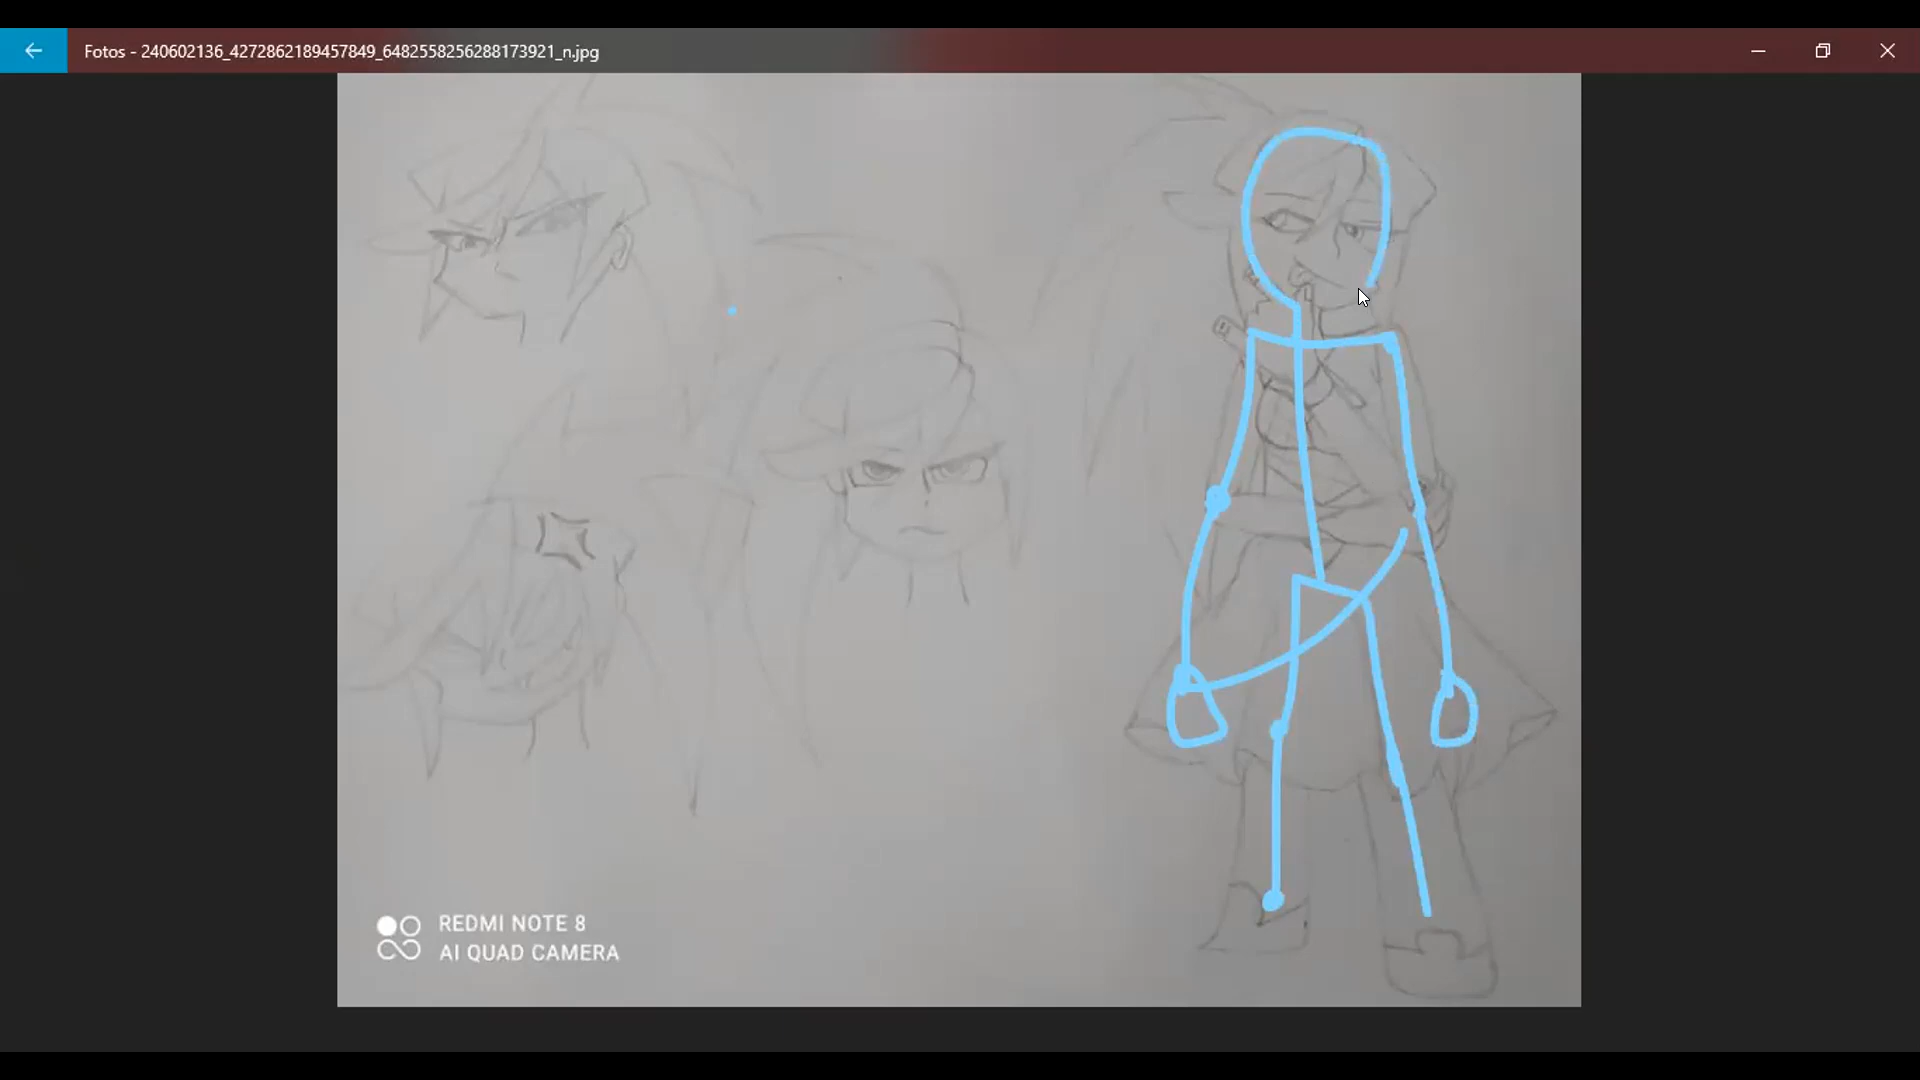 Fotos - 240602136_4272862189457849_6482558256288173921_n.jpg
REDMI NOTE 8
AI QUAD CAMERA